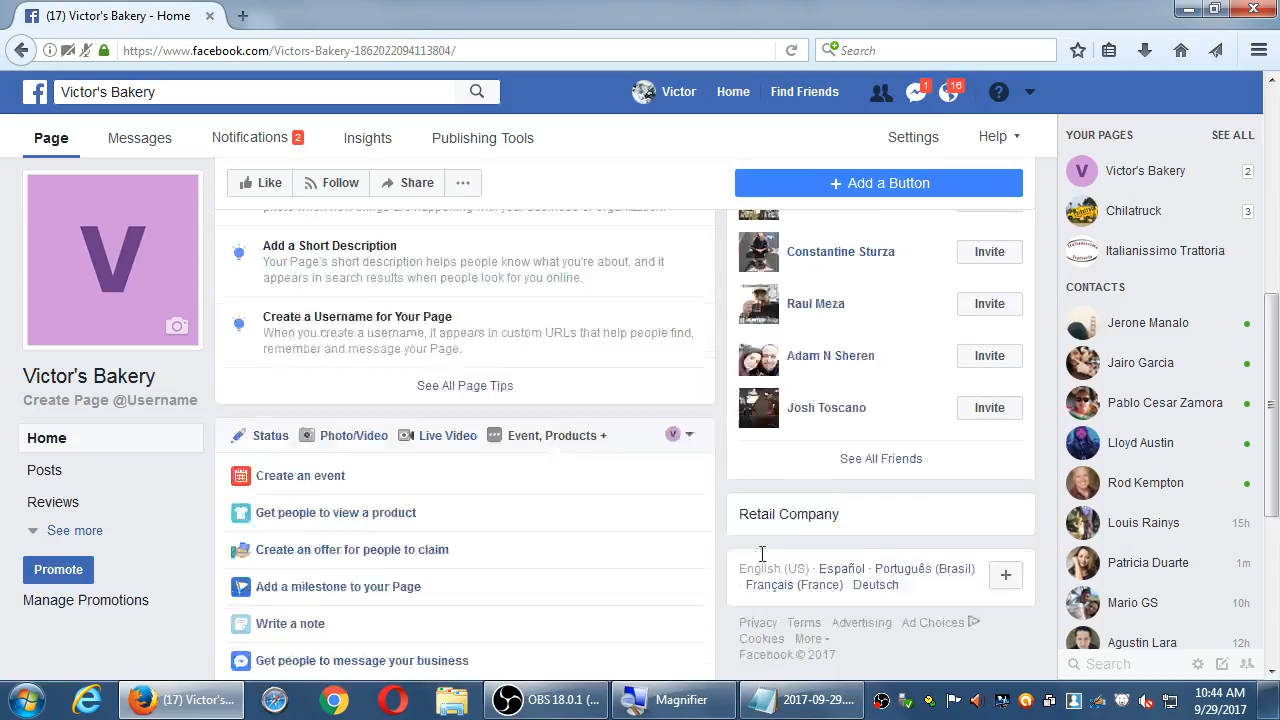 (17) Victor's Bakery - Home
https://www.facebook.com/Victors-Bakery-1862022094113804/
Search
Victor's Bakery
Victor
Home
Find Friends
1
16
Page
Messages
Notifications 2
Insights
Publishing Tools
Settings
Help
YOUR PAGES
SEE ALL
V
Victor's Bakery
2
Chilatruck
3
Italianissimo Trattoria
CONTACTS
Jerone Manalo
Jairo Garcia
Pablo Cesar Zamora
Lloyd Austin
Rod Kempton
Louis Rainys
15h
Patricia Duarte
1m
Mario GS
10h
Agustin Lara
12h
Search
V
Victor's Bakery
Create Page @Username
Home
Posts
Reviews
See more
Promote
Manage Promotions
Like
Follow
Share
+ Add a Button
photo when new things are happening with your business or organization.
Add a Short Description
Your Page's short description helps people know what you're about, and it
appears in search results when people look for you online.
Create a Username for Your Page
When you create a username, it appears in custom URLs that help people find,
remember and message your Page.
See All Page Tips
Status
Photo/Video
Live Video
Event, Products +
V
Create an event
Get people to view a product
Create an offer for people to claim
Add a milestone to your Page
Write a note
Get people to message your business
Constantine Sturza
Invite
Raul Meza
Invite
Adam N Sheren
Invite
Josh Toscano
Invite
See All Friends
Retail Company
English (US) · Español · Português (Brasil)
· Français (France) · Deutsch
+
Privacy · Terms · Advertising · Ad Choices
Cookies · More
Facebook © 2017
(17) Victor's...
OBS 18.0.1 (...
Magnifier
2017-09-29...
10:44 AM
9/29/2017